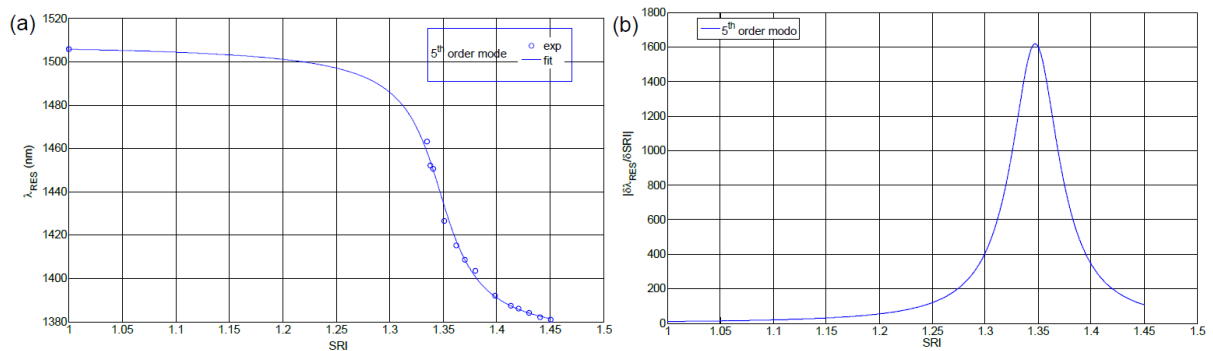 (a)
1520
1500
1480
1460
1440
1420
1400
1380
λRES (nm)
5th order mode
exp
fit
1 1.05 1.1 1.15 1.2 1.25 1.3 1.35 1.4 1.45 1.5
SRI
(b)
1800
1600
1400
1200
1000
800
600
400
200
0
|δλRES/δSRI|
5th order modo
1 1.05 1.1 1.15 1.2 1.25 1.3 1.35 1.4 1.45 1.5
SRI